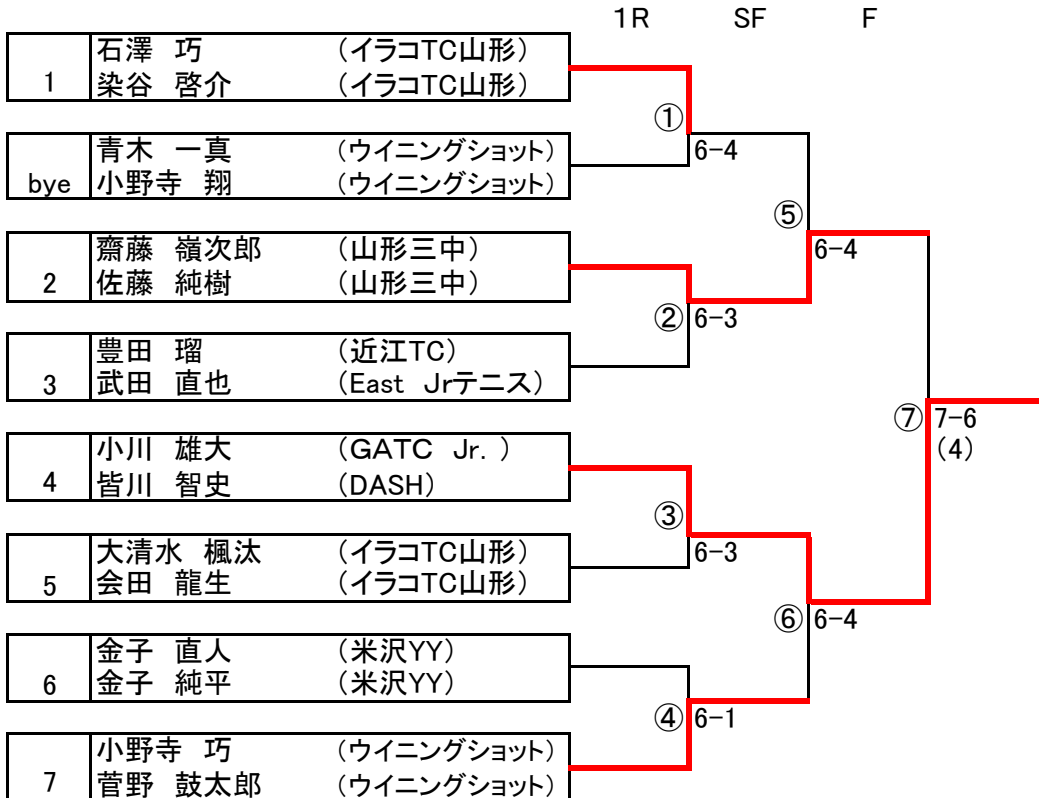 1R SF F
石澤 巧 (イラコTC山形)
1 染谷 啓介 (イラコTC山形)
①
青木 一真 (ウイニングショット) 6-4
bye 小野寺 翔 (ウイニングショット)
⑤
齋藤 嶺次郎 (山形三中) 6-4
2 佐藤 純樹 (山形三中)
② 6-3
豊田 瑠 (近江TC)
3 武田 直也 (East Jrテニス)
⑦ 7-6
小川 雄大 (GATC Jr.) (4)
4 皆川 智史 (DASH)
③
大清水 楓汰 (イラコTC山形) 6-3
5 会田 龍生 (イラコTC山形)
⑥ 6-4
金子 直人 (米沢YY)
6 金子 純平 (米沢YY)
④ 6-1
小野寺 巧 (ウイニングショット)
7 菅野 鼓太郎 (ウイニングショット)